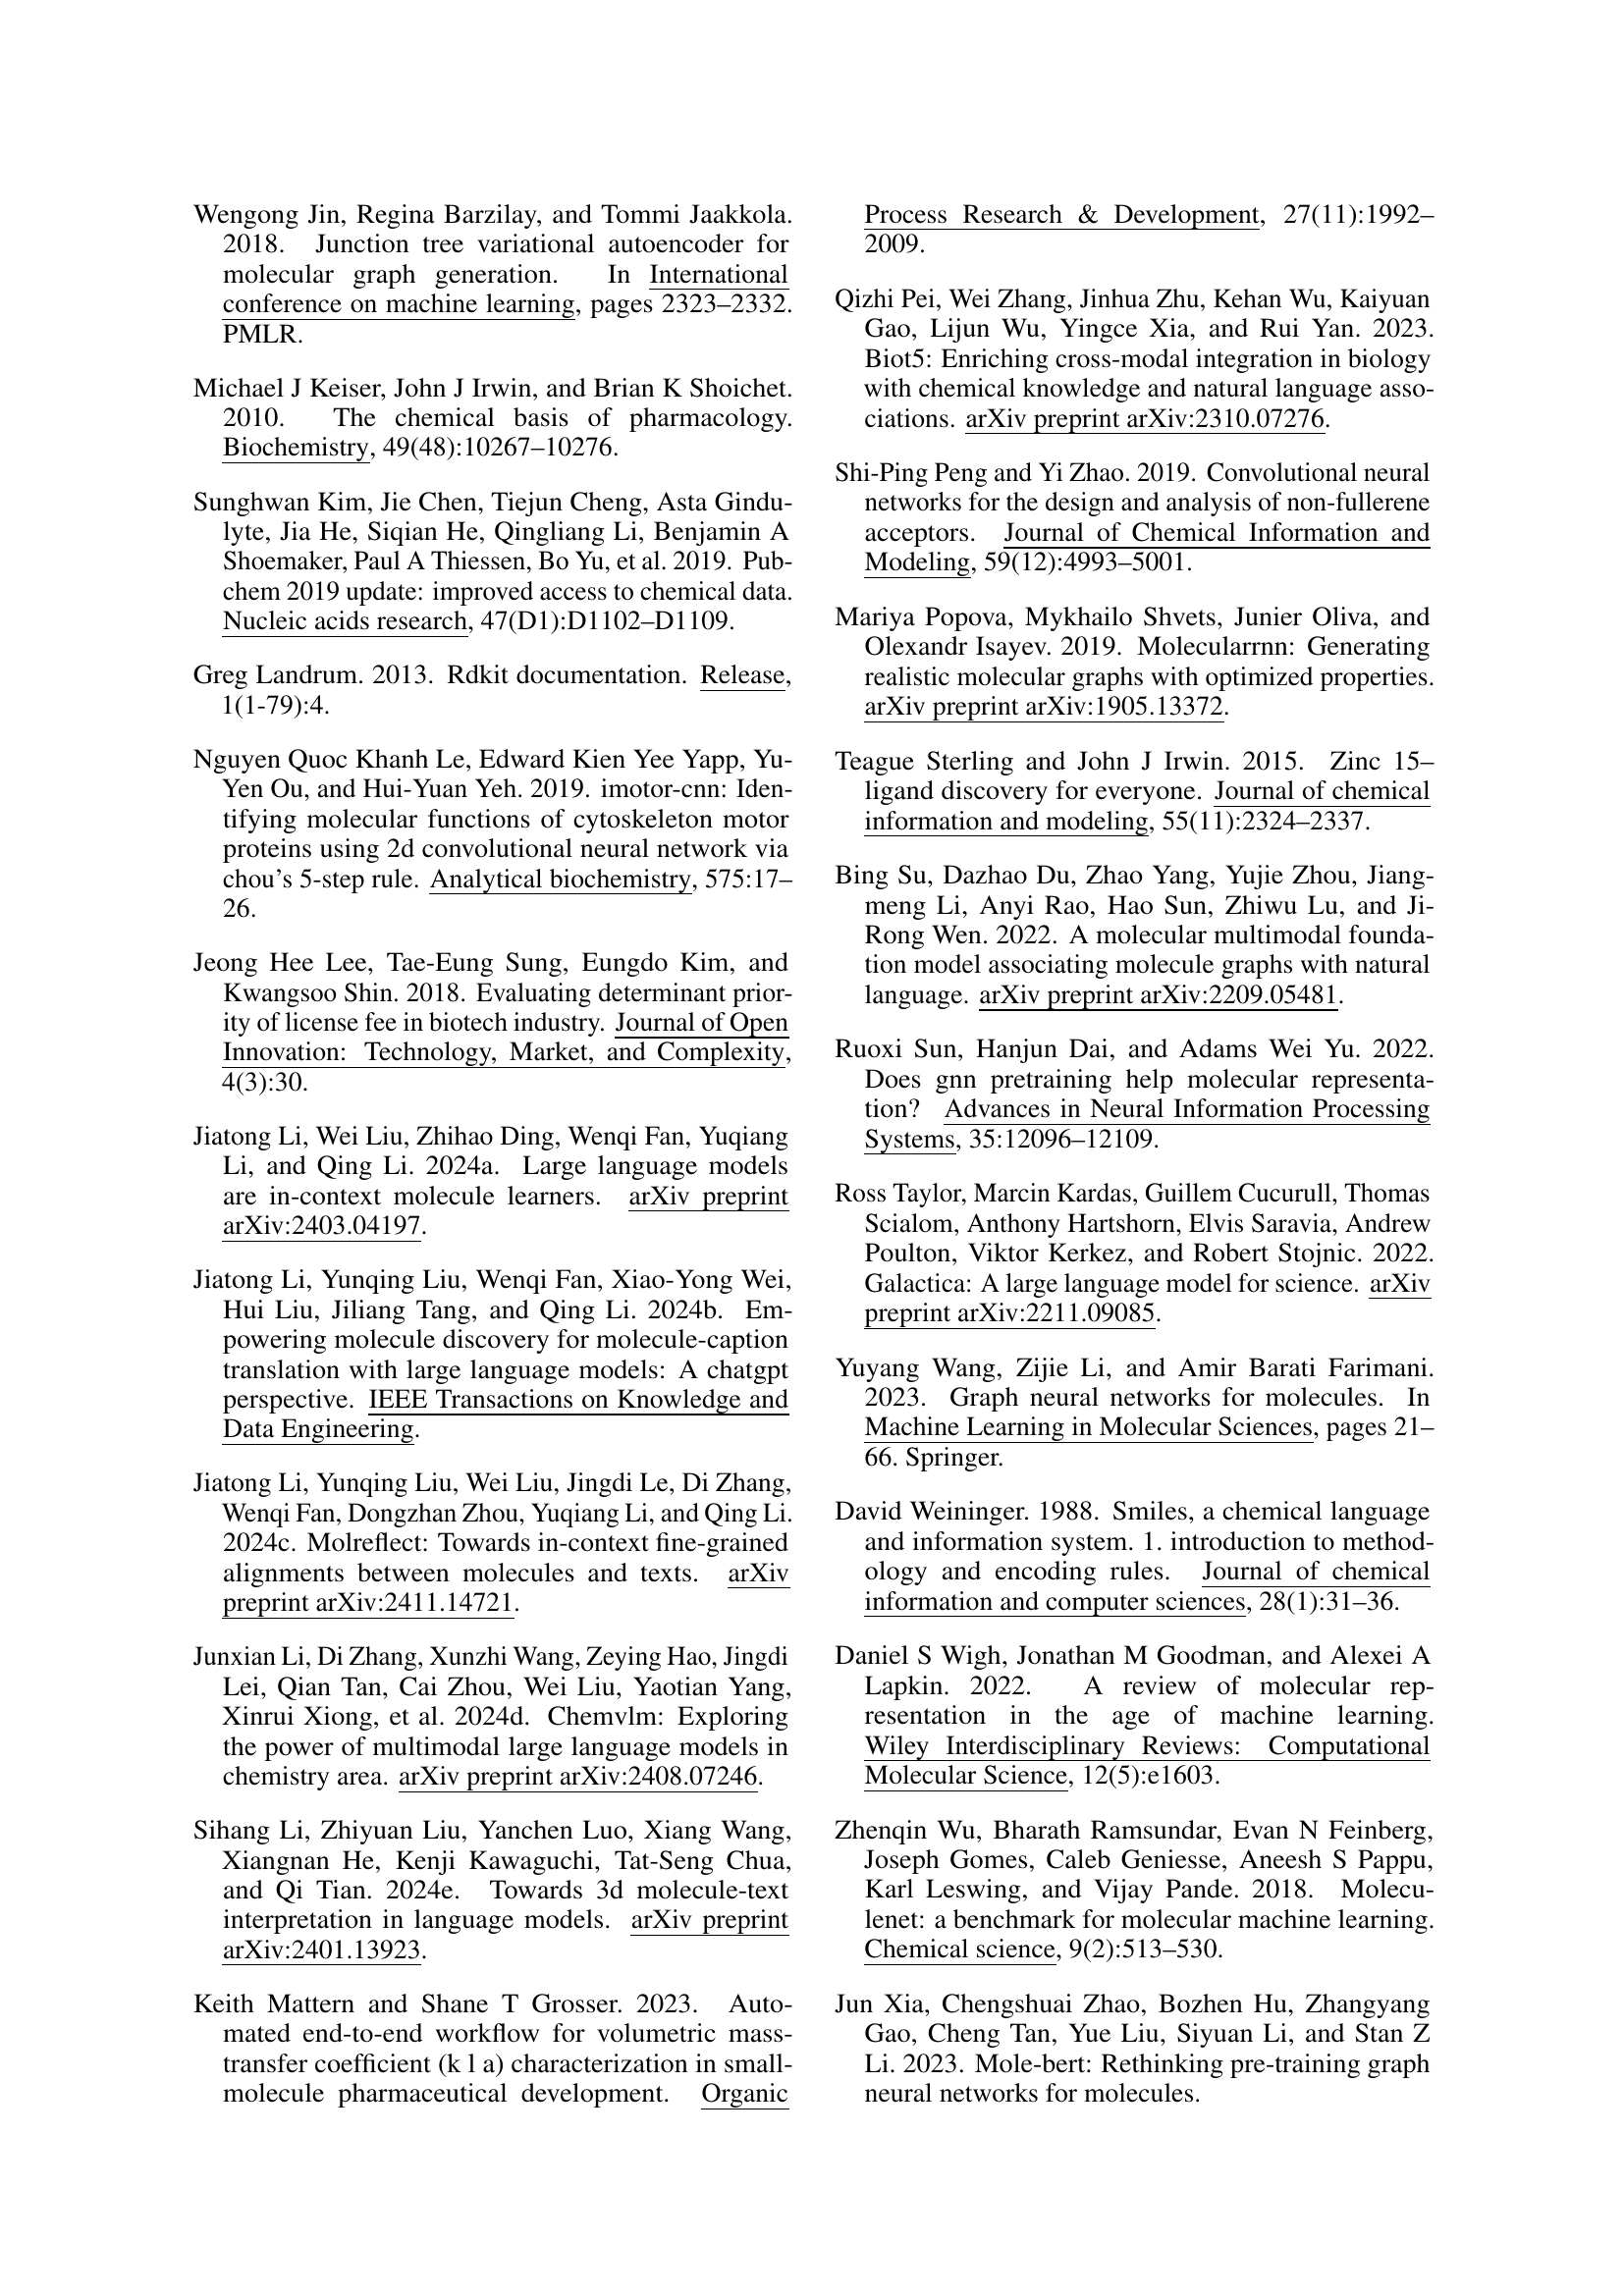 Wengong Jin, Regina Barzilay, and Tommi Jaakkola.
2018. Junction tree variational autoencoder for
molecular graph generation. In International
conference on machine learning, pages 2323–2332.
PMLR.
Michael J Keiser, John J Irwin, and Brian K Shoichet.
2010. The chemical basis of pharmacology.
Biochemistry, 49(48):10267–10276.
Sunghwan Kim, Jie Chen, Tiejun Cheng, Asta Gindu-
lyte, Jia He, Siqian He, Qingliang Li, Benjamin A
Shoemaker, Paul A Thiessen, Bo Yu, et al. 2019. Pub-
chem 2019 update: improved access to chemical data.
Nucleic acids research, 47(D1):D1102–D1109.
Greg Landrum. 2013. Rdkit documentation. Release,
1(1-79):4.
Nguyen Quoc Khanh Le, Edward Kien Yee Yapp, Yu-
Yen Ou, and Hui-Yuan Yeh. 2019. imotor-cnn: Iden-
tifying molecular functions of cytoskeleton motor
proteins using 2d convolutional neural network via
chou's 5-step rule. Analytical biochemistry, 575:17–
26.
Jeong Hee Lee, Tae-Eung Sung, Eungdo Kim, and
Kwangsoo Shin. 2018. Evaluating determinant prior-
ity of license fee in biotech industry. Journal of Open
Innovation: Technology, Market, and Complexity,
4(3):30.
Jiatong Li, Wei Liu, Zhihao Ding, Wenqi Fan, Yuqiang
Li, and Qing Li. 2024a. Large language models
are in-context molecule learners. arXiv preprint
arXiv:2403.04197.
Jiatong Li, Yunqing Liu, Wenqi Fan, Xiao-Yong Wei,
Hui Liu, Jiliang Tang, and Qing Li. 2024b. Em-
powering molecule discovery for molecule-caption
translation with large language models: A chatgpt
perspective. IEEE Transactions on Knowledge and
Data Engineering.
Jiatong Li, Yunqing Liu, Wei Liu, Jingdi Le, Di Zhang,
Wenqi Fan, Dongzhan Zhou, Yuqiang Li, and Qing Li.
2024c. Molreflect: Towards in-context fine-grained
alignments between molecules and texts. arXiv
preprint arXiv:2411.14721.
Junxian Li, Di Zhang, Xunzhi Wang, Zeying Hao, Jingdi
Lei, Qian Tan, Cai Zhou, Wei Liu, Yaotian Yang,
Xinrui Xiong, et al. 2024d. Chemvlm: Exploring
the power of multimodal large language models in
chemistry area. arXiv preprint arXiv:2408.07246.
Sihang Li, Zhiyuan Liu, Yanchen Luo, Xiang Wang,
Xiangnan He, Kenji Kawaguchi, Tat-Seng Chua,
and Qi Tian. 2024e. Towards 3d molecule-text
interpretation in language models. arXiv preprint
arXiv:2401.13923.
Keith Mattern and Shane T Grosser. 2023. Auto-
mated end-to-end workflow for volumetric mass-
transfer coefficient (k l a) characterization in small-
molecule pharmaceutical development. Organic
Process Research & Development, 27(11):1992–
2009.
Qizhi Pei, Wei Zhang, Jinhua Zhu, Kehan Wu, Kaiyuan
Gao, Lijun Wu, Yingce Xia, and Rui Yan. 2023.
Biot5: Enriching cross-modal integration in biology
with chemical knowledge and natural language asso-
ciations. arXiv preprint arXiv:2310.07276.
Shi-Ping Peng and Yi Zhao. 2019. Convolutional neural
networks for the design and analysis of non-fullerene
acceptors. Journal of Chemical Information and
Modeling, 59(12):4993–5001.
Mariya Popova, Mykhailo Shvets, Junier Oliva, and
Olexandr Isayev. 2019. Molecularrnn: Generating
realistic molecular graphs with optimized properties.
arXiv preprint arXiv:1905.13372.
Teague Sterling and John J Irwin. 2015. Zinc 15–
ligand discovery for everyone. Journal of chemical
information and modeling, 55(11):2324–2337.
Bing Su, Dazhao Du, Zhao Yang, Yujie Zhou, Jiang-
meng Li, Anyi Rao, Hao Sun, Zhiwu Lu, and Ji-
Rong Wen. 2022. A molecular multimodal founda-
tion model associating molecule graphs with natural
language. arXiv preprint arXiv:2209.05481.
Ruoxi Sun, Hanjun Dai, and Adams Wei Yu. 2022.
Does gnn pretraining help molecular representa-
tion? Advances in Neural Information Processing
Systems, 35:12096–12109.
Ross Taylor, Marcin Kardas, Guillem Cucurull, Thomas
Scialom, Anthony Hartshorn, Elvis Saravia, Andrew
Poulton, Viktor Kerkez, and Robert Stojnic. 2022.
Galactica: A large language model for science. arXiv
preprint arXiv:2211.09085.
Yuyang Wang, Zijie Li, and Amir Barati Farimani.
2023. Graph neural networks for molecules. In
Machine Learning in Molecular Sciences, pages 21–
66. Springer.
David Weininger. 1988. Smiles, a chemical language
and information system. 1. introduction to method-
ology and encoding rules. Journal of chemical
information and computer sciences, 28(1):31–36.
Daniel S Wigh, Jonathan M Goodman, and Alexei A
Lapkin. 2022. A review of molecular rep-
resentation in the age of machine learning.
Wiley Interdisciplinary Reviews: Computational
Molecular Science, 12(5):e1603.
Zhenqin Wu, Bharath Ramsundar, Evan N Feinberg,
Joseph Gomes, Caleb Geniesse, Aneesh S Pappu,
Karl Leswing, and Vijay Pande. 2018. Molecu-
lenet: a benchmark for molecular machine learning.
Chemical science, 9(2):513–530.
Jun Xia, Chengshuai Zhao, Bozhen Hu, Zhangyang
Gao, Cheng Tan, Yue Liu, Siyuan Li, and Stan Z
Li. 2023. Mole-bert: Rethinking pre-training graph
neural networks for molecules.